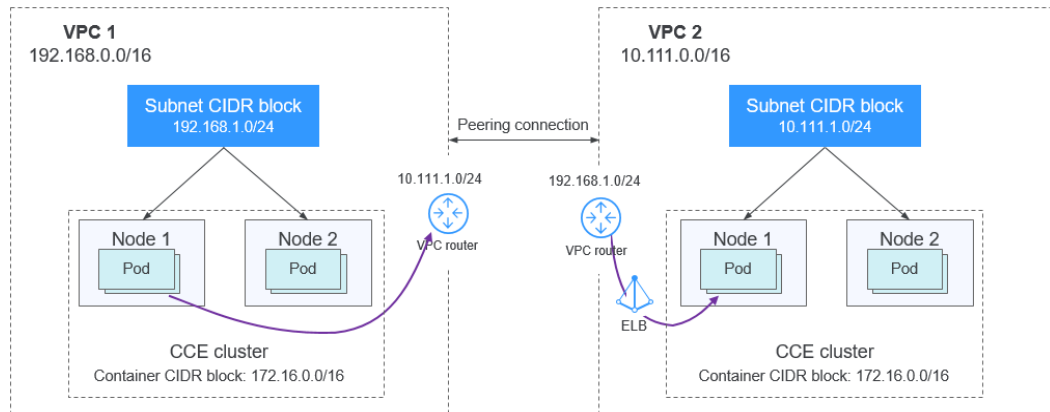 VPC 1
192.168.0.0/16
Subnet CIDR block
192.168.1.0/24
Node 1
Pod
Node 2
Pod
CCE cluster
Container CIDR block: 172.16.0.0/16
10.111.1.0/24
VPC router
Peering connection
192.168.1.0/24
VPC router
ELB
VPC 2
10.111.0.0/16
Subnet CIDR block
10.111.1.0/24
Node 1
Pod
Node 2
Pod
CCE cluster
Container CIDR block: 172.16.0.0/16